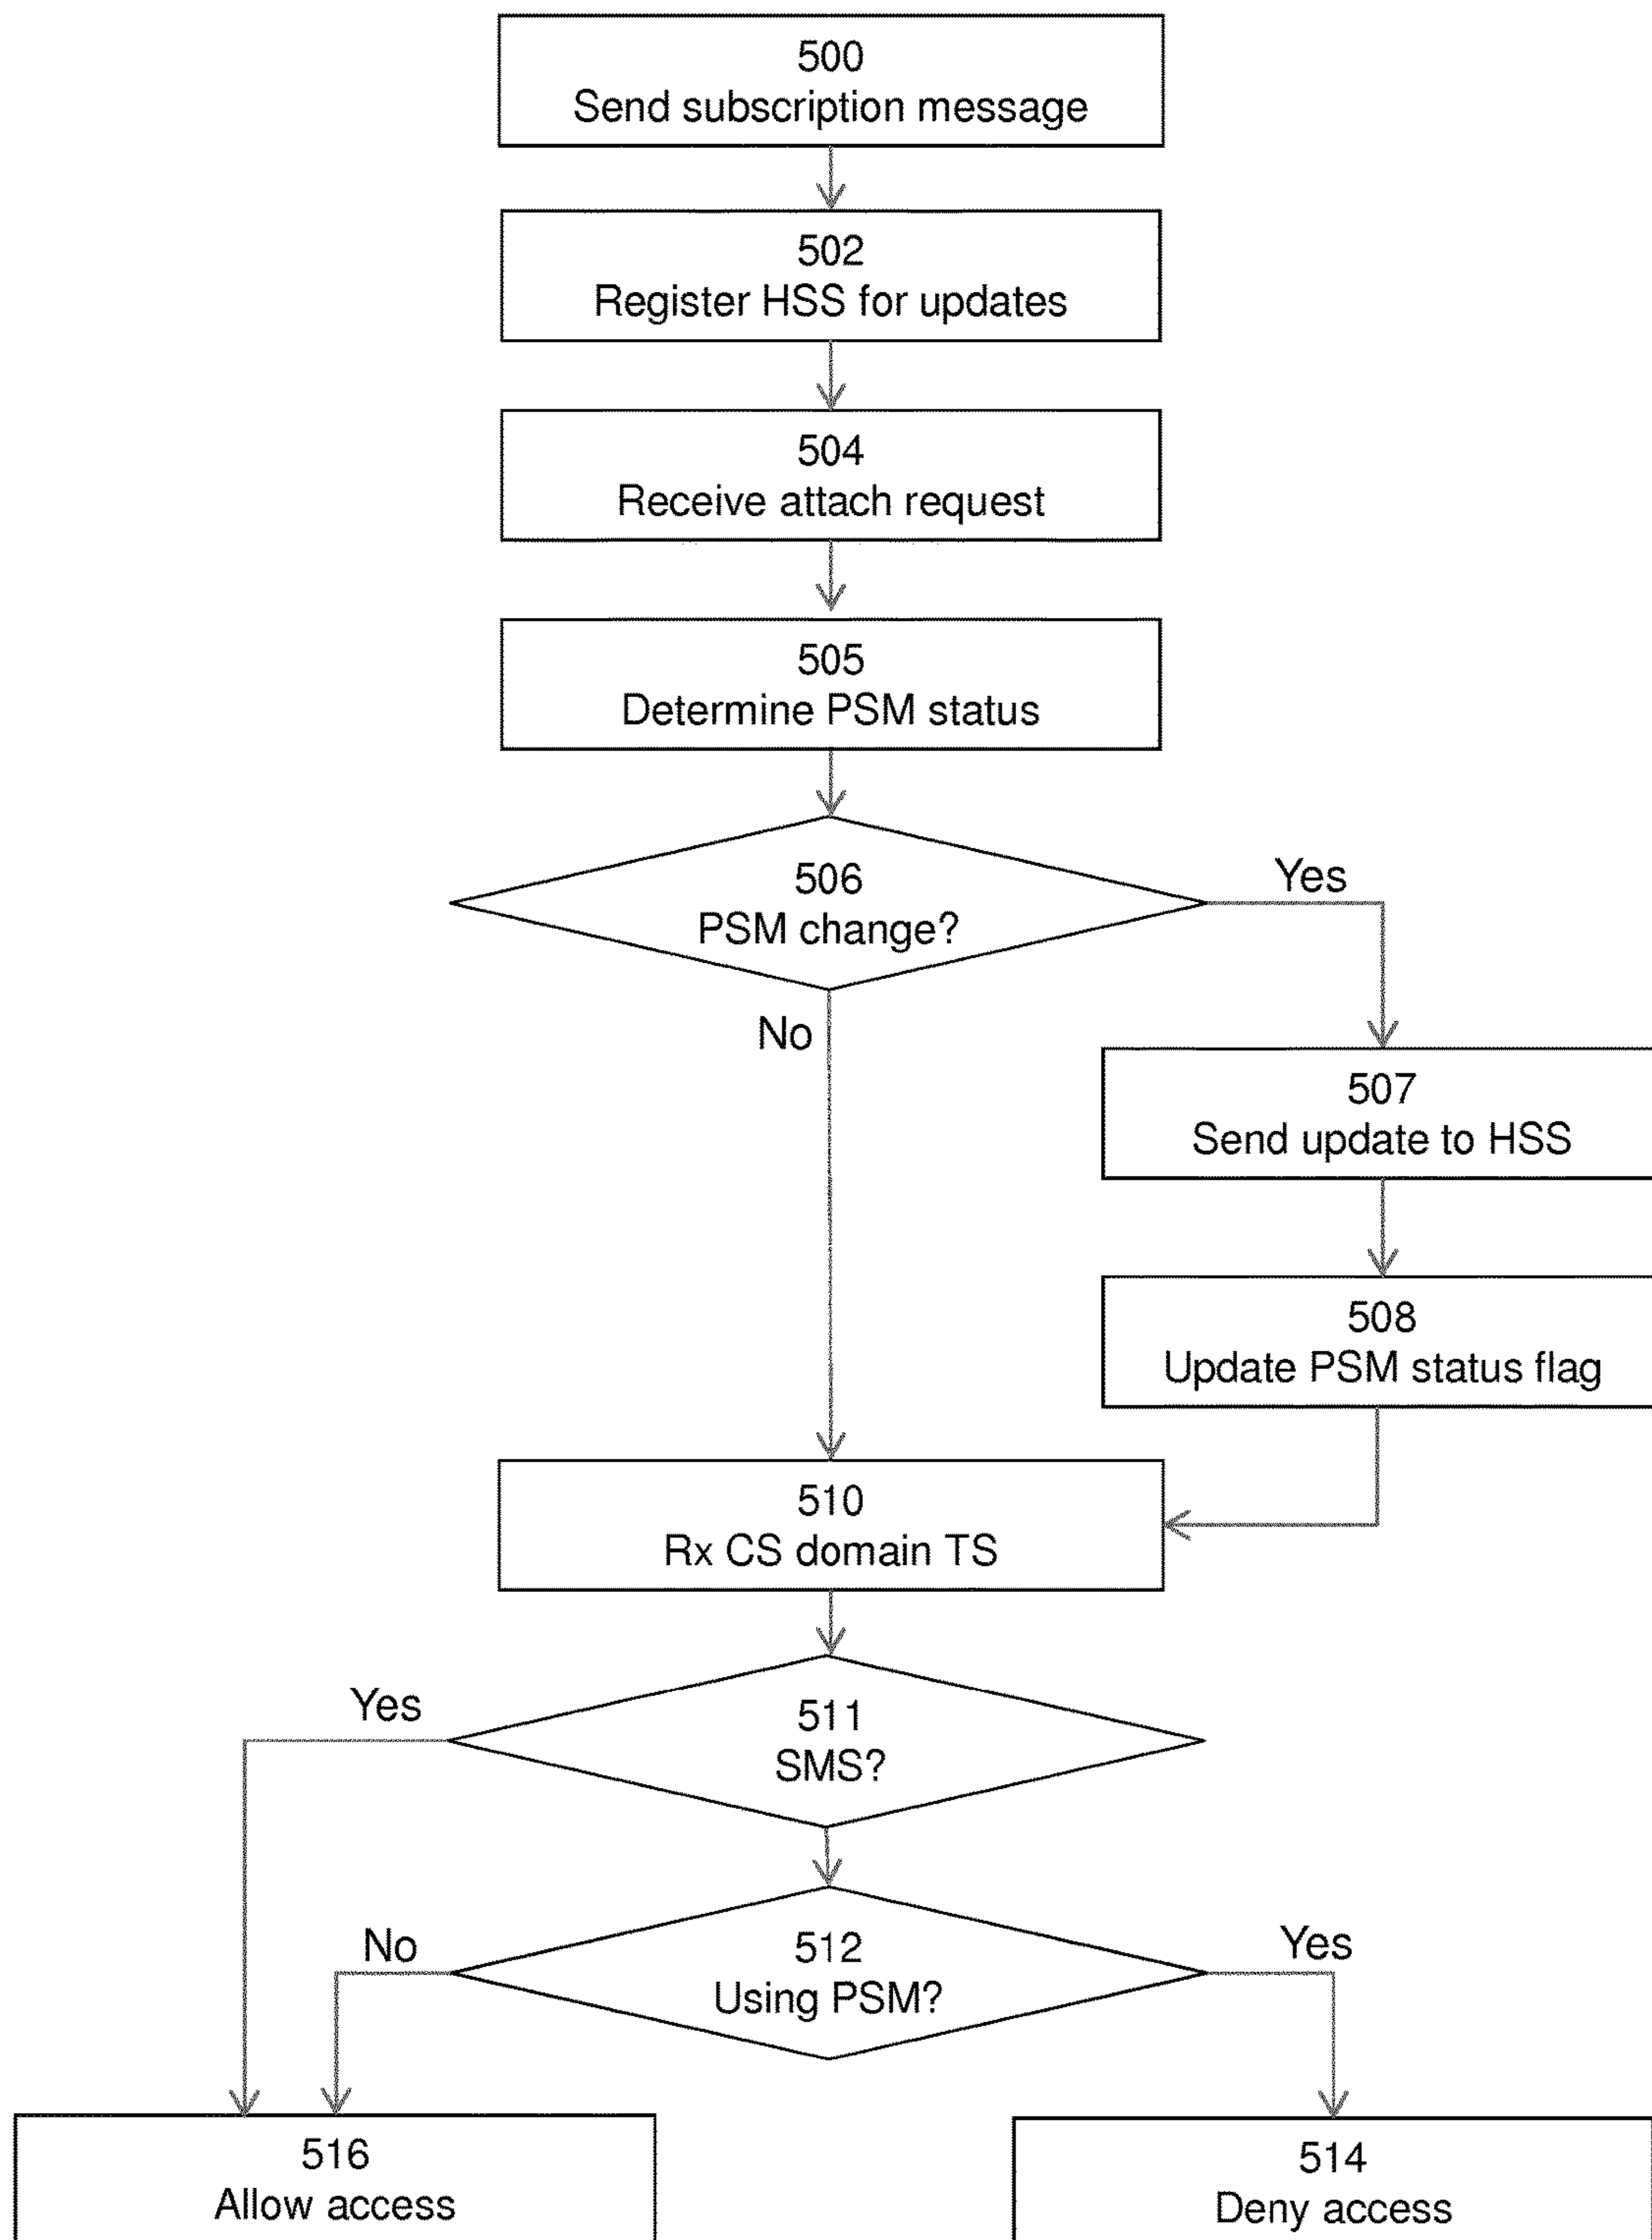 500
Send subscription message
502
Register HSS for updates
504
Receive attach request
505
Determine PSM status
506
PSM change?
Yes
No
507
Send update to HSS
508
Update PSM status flag
510
Rx CS domain TS
511
SMS?
Yes
512
Using PSM?
No
Yes
516
Allow access
514
Deny access